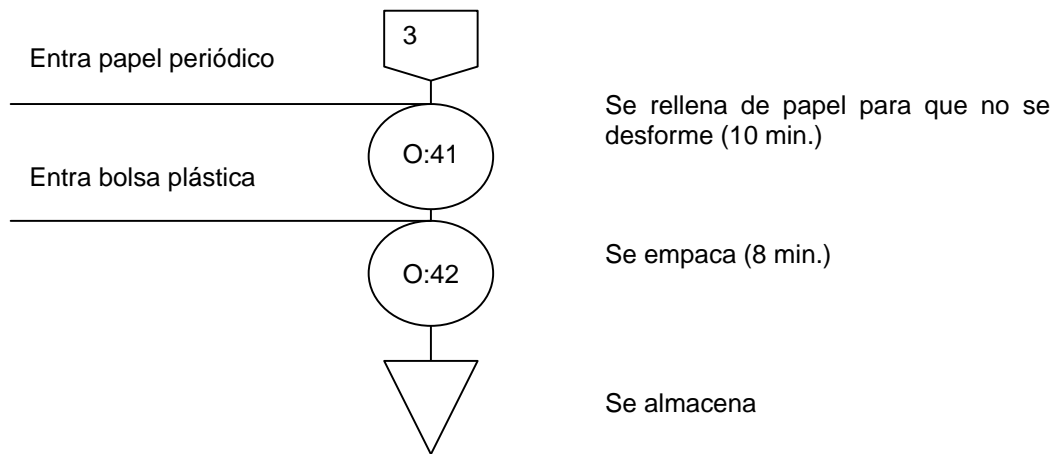 3
Entra papel periódico
Se rellena de papel para que no se
desforme (10 min.)
O:41
Entra bolsa plástica
Se empaca (8 min.)
O:42
Se almacena